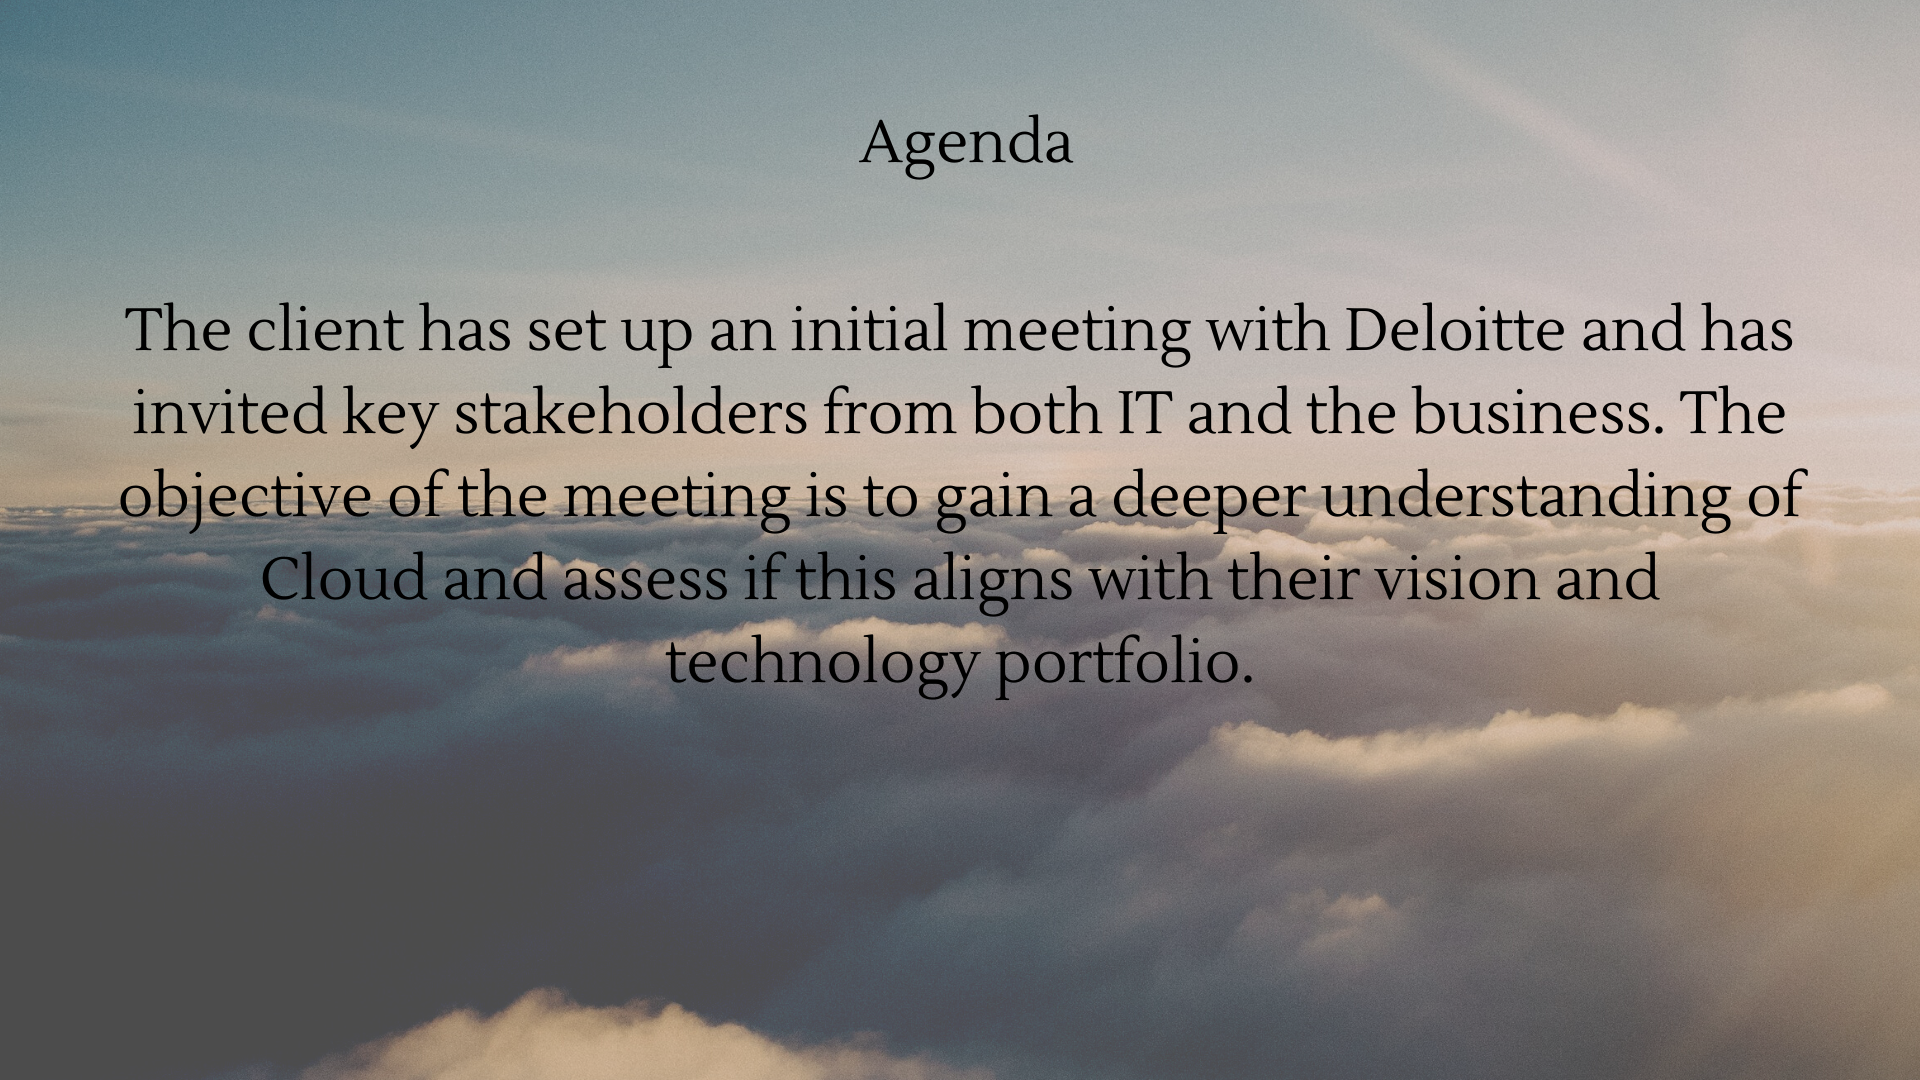 Agenda
The client has set up an initial meeting with Deloitte and has
invited key stakeholders from both IT and the business. The
objective of the meeting is to gain a deeper understanding of
Cloud and assess if this aligns with their vision and
technology portfolio.